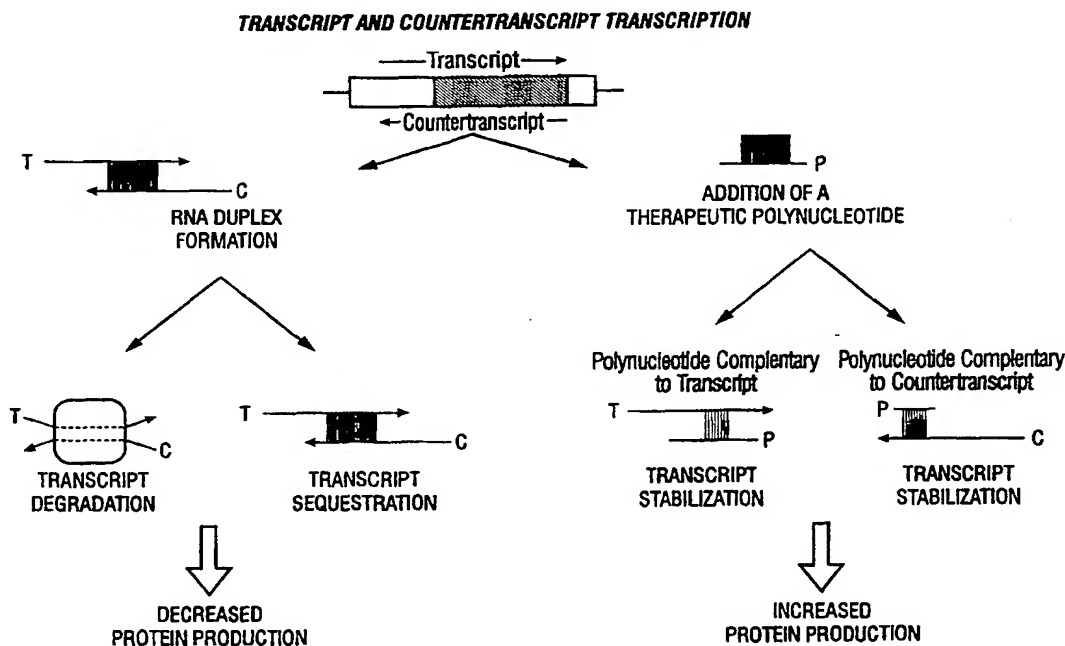 TRANSCRIPT AND COUNTERTRANSCRIPT TRANSCRIPTION
Transcript
Countertranscript
T
C
RNA DUPLEX
FORMATION
P
ADDITION OF A
THERAPEUTIC POLYNUCLEOTIDE
T
C
TRANSCRIPT
DEGRADATION
T
C
TRANSCRIPT
SEQUESTRATION
Polynucleotide Complentary
to Transcript
T
P
TRANSCRIPT
STABILIZATION
Polynucleotide Complentary
to Countertranscript
P
C
TRANSCRIPT
STABILIZATION
DECREASED
PROTEIN PRODUCTION
INCREASED
PROTEIN PRODUCTION